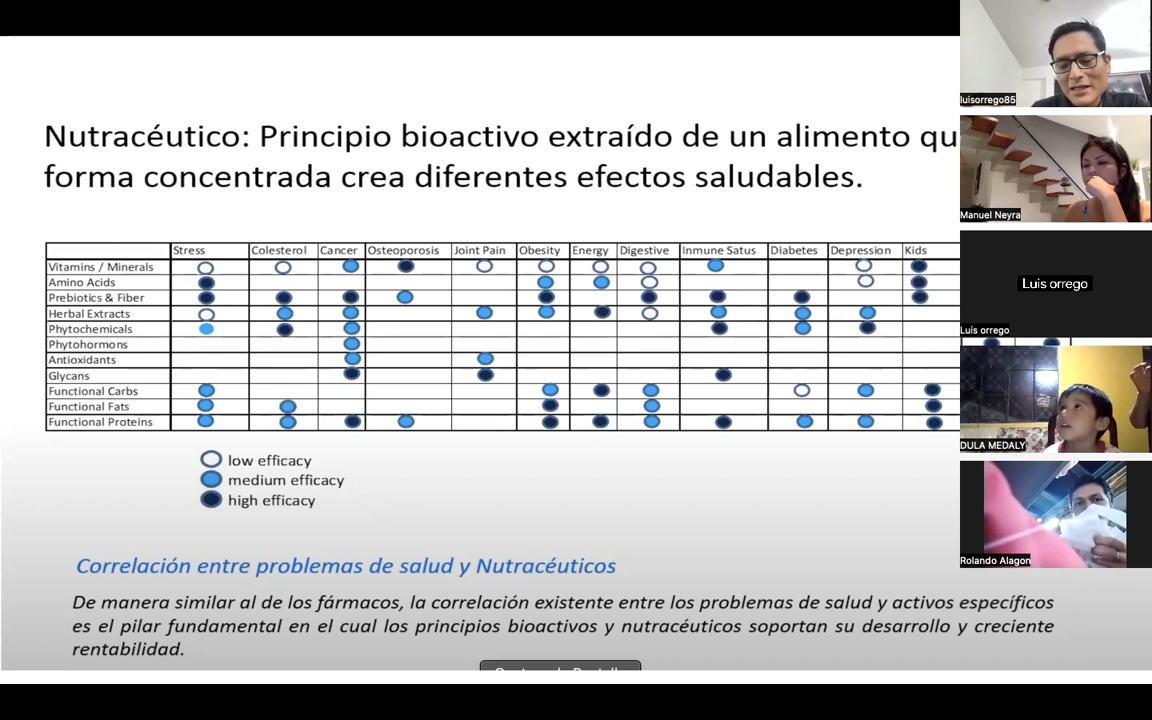 Nutracéutico: Principio bioactivo extraído de un alimento qu
forma concentrada crea diferentes efectos saludables.
Stress Colesterol Cancer Osteoporosis Joint Pain Obesity Energy Digestive Inmune Satus Diabetes Depression Kids
Vitamins / Minerals
Amino Acids
Prebiotics & Fiber
Herbal Extracts
Phytochemicals
Phytohormons
Antioxidants
Glycans
Functional Carbs
Functional Fats
Functional Proteins
low efficacy
medium efficacy
high efficacy
Correlación entre problemas de salud y Nutracéuticos
De manera similar al de los fármacos, la correlación existente entre los problemas de salud y activos específicos
es el pilar fundamental en el cual los principios bioactivos y nutracéuticos soportan su desarrollo y creciente
rentabilidad.
luisorrego85
Manuel Neyra
Luis orrego
Luis orrego
DULA MEDALY
Rolando Alagon